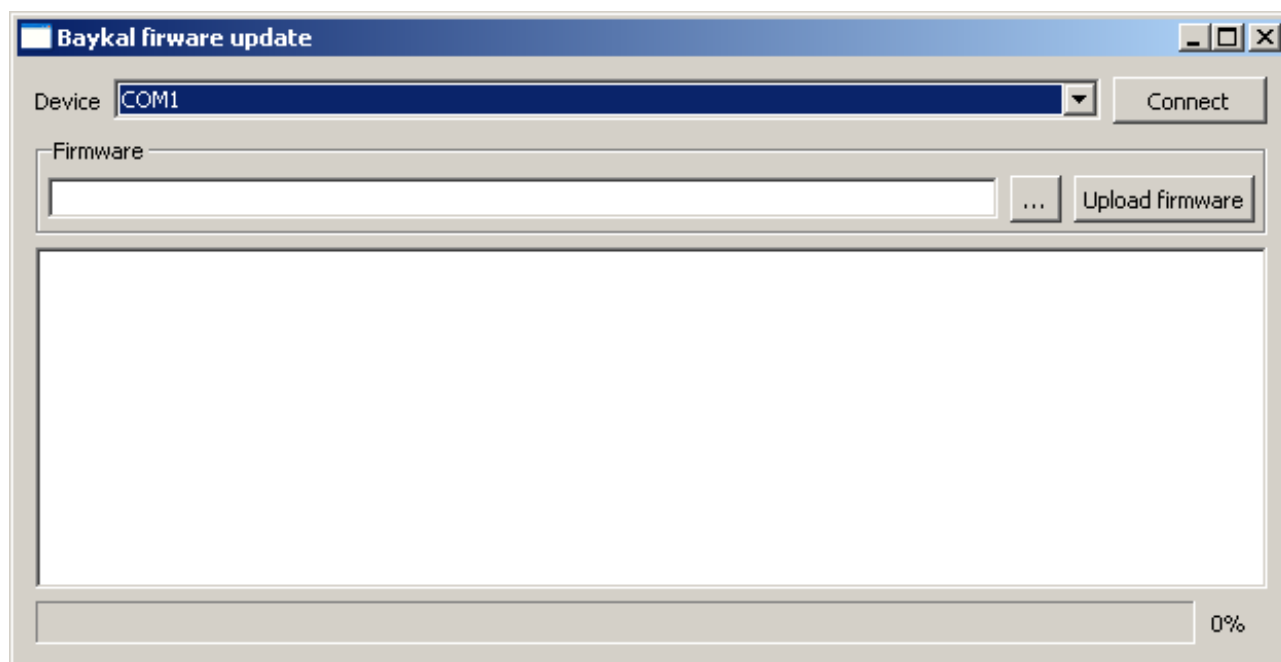 Baykal firware update
Device COM1 Connect
Firmware
... Upload firmware
0%